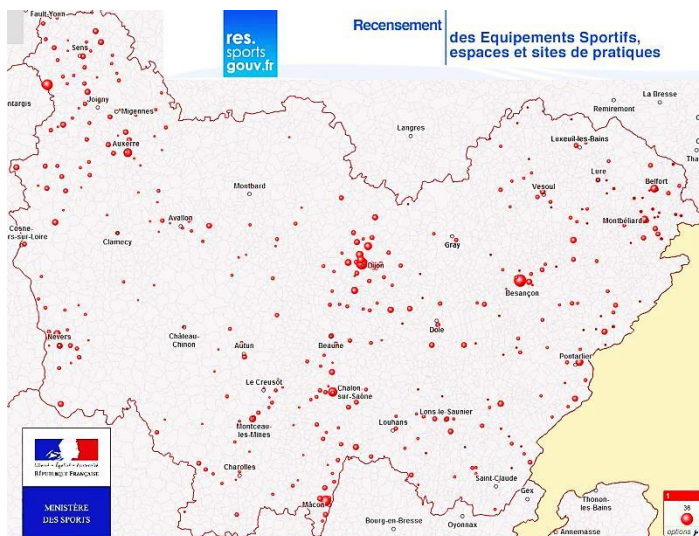 res.
sports
gouv.fr
Recensement
des Equipements Sportifs,
espaces et sites de pratiques
Fault-Yonn
Sens
La Bresse
Remiremont
Joigny
Migennes
Langres
Luxeuil-les-Bains
Auxerre
Lure
Belfort
Montbard
Vesoul
Avallon
Montbéliard
Cosne-
Clamecy
Gray
Dijon
Besançon
Nevers
Château-
Chinon
Beaune
Dole
Autun
Pontarlier
Le Creusot
Chalon
sur-Saône
Montceau
les-Mines
Louhans
Lons le Saunier
Charolles
Saint-Claude
Gex
Thonon-
les-Bains
Mâcon
Bourg-en-Bresse
Oyonnax
Annemasse
Liberté • Égalité • Fraternité
RÉPUBLIQUE FRANÇAISE
MINISTÈRE
DES SPORTS
1
36
options